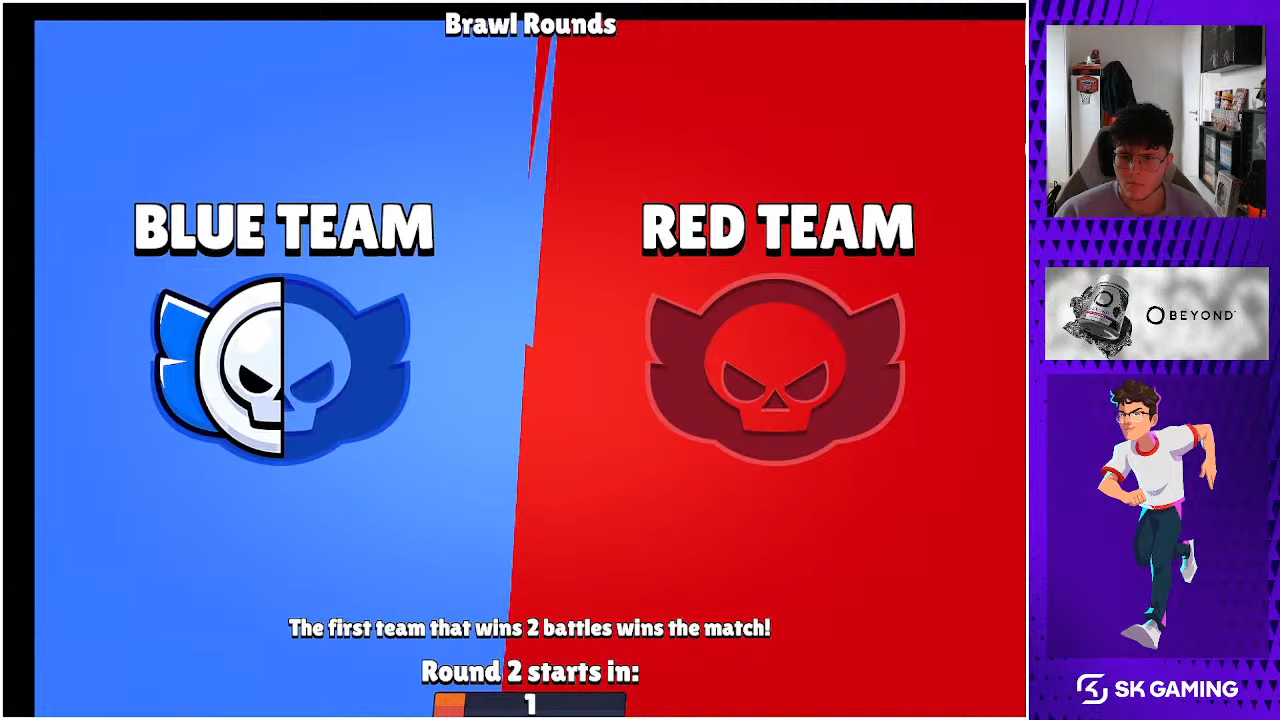 Brawl Rounds
BLUE TEAM
RED TEAM
The first team that wins 2 battles wins the match!
Round 2 starts in:
1
BEYOND
SK GAMING